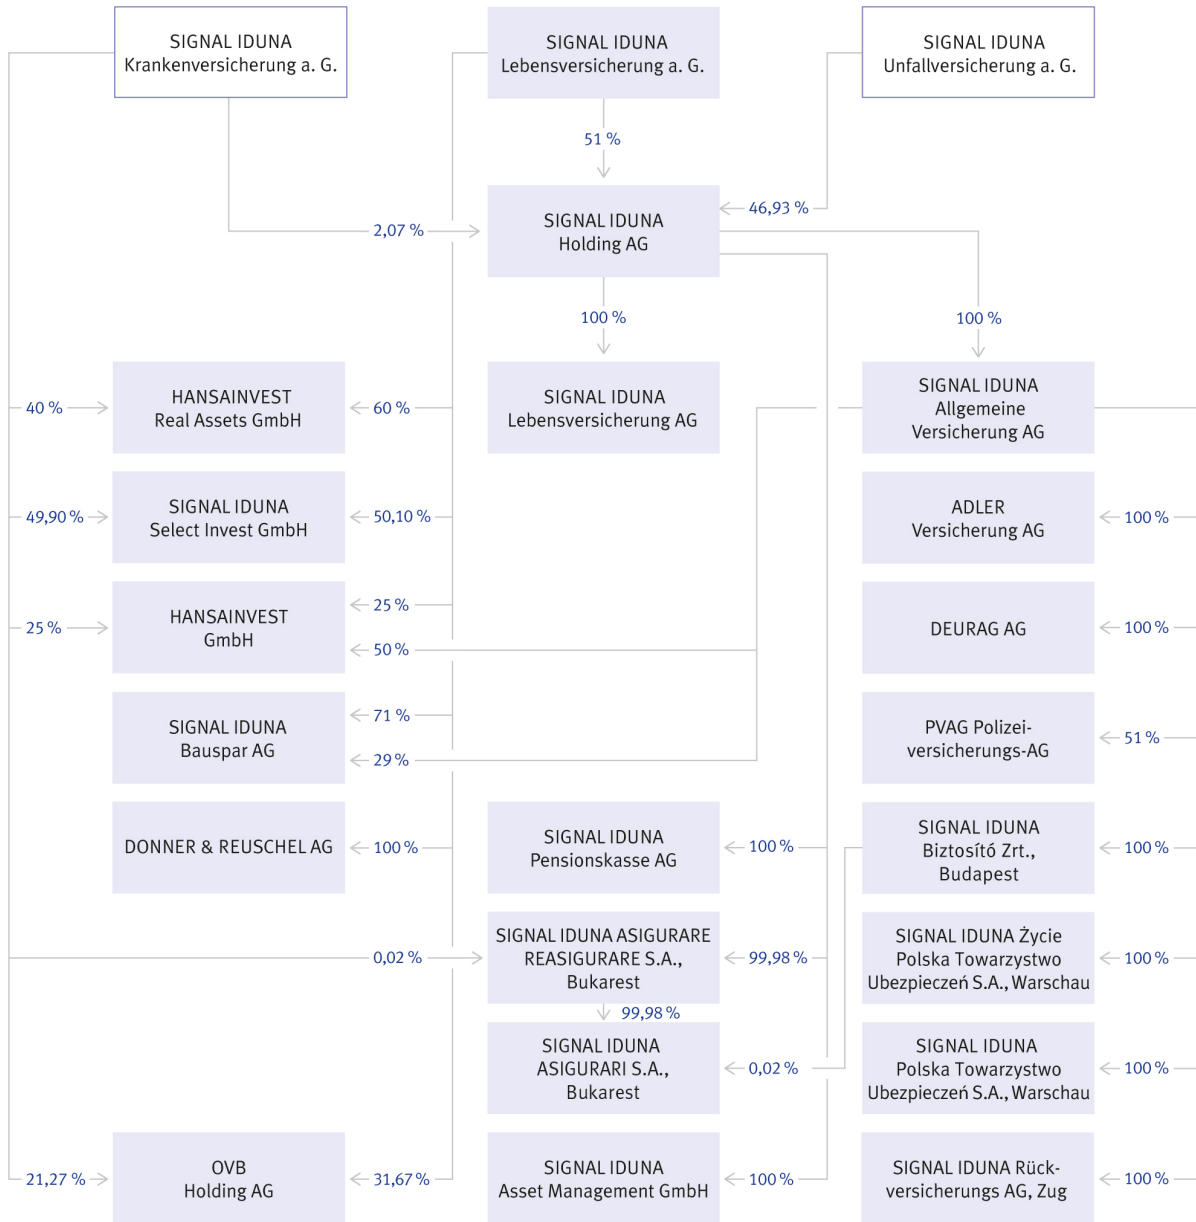 SIGNAL IDUNA
Krankenversicherung a. G.
SIGNAL IDUNA
Lebensversicherung a. G.
SIGNAL IDUNA
Unfallversicherung a. G.
51 %
46,93 %
2,07 %
SIGNAL IDUNA
Holding AG
100 %
100 %
40 %
HANSAINVEST
Real Assets GmbH
60 %
SIGNAL IDUNA
Lebensversicherung AG
SIGNAL IDUNA
Allgemeine
Versicherung AG
49,90 %
SIGNAL IDUNA
Select Invest GmbH
50,10 %
ADLER
Versicherung AG
100 %
25 %
HANSAINVEST
GmbH
25 %
50 %
DEURAG AG
100 %
SIGNAL IDUNA
Bauspar AG
71 %
29 %
PVAG Polizei-
versicherungs-AG
51 %
DONNER & REUSCHEL AG
100 %
SIGNAL IDUNA
Pensionskasse AG
100 %
SIGNAL IDUNA
Biztosító Zrt.,
Budapest
100 %
0,02 %
SIGNAL IDUNA ASIGURARE
REASIGURARE S.A.,
Bukarest
99,98 %
SIGNAL IDUNA Życie
Polska Towarzystwo
Ubezpieczeń S.A., Warschau
100 %
99,98 %
SIGNAL IDUNA
ASIGURARI S.A.,
Bukarest
0,02 %
SIGNAL IDUNA
Polska Towarzystwo
Ubezpieczeń S.A., Warschau
100 %
21,27 %
OVB
Holding AG
31,67 %
SIGNAL IDUNA
Asset Management GmbH
100 %
SIGNAL IDUNA Rück-
versicherungs AG, Zug
100 %